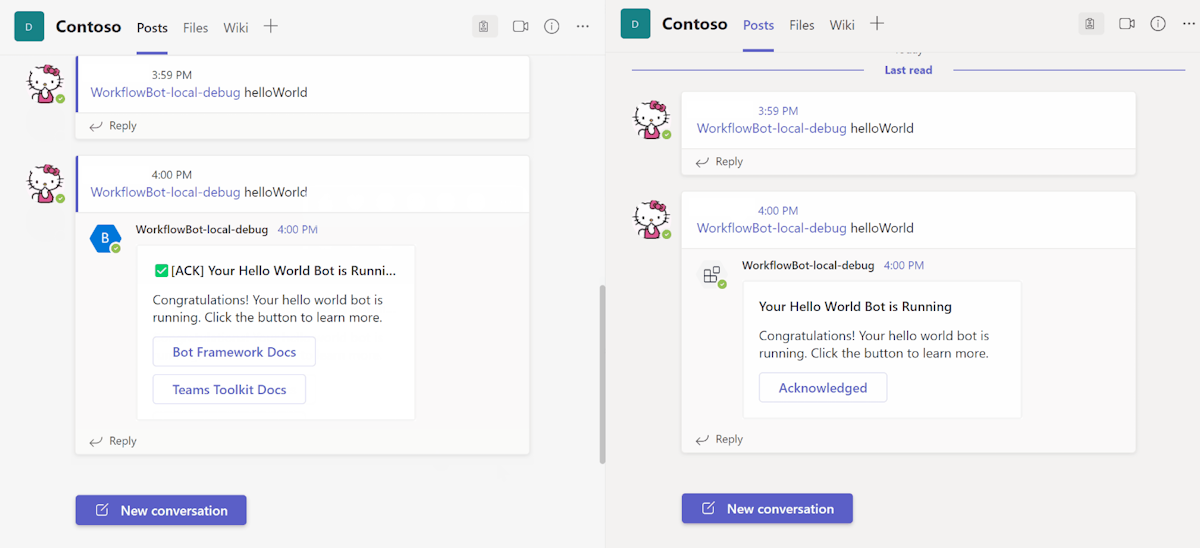 D Contoso Posts Files Wiki
3:59 PM
WorkflowBot-local-debug helloWorld
Reply
4:00 PM
WorkflowBot-local-debug helloWorld
B WorkflowBot-local-debug 4:00 PM
[ACK] Your Hello World Bot is Runni...
Congratulations! Your hello world bot is
running. Click the button to learn more.
Bot Framework Docs
Teams Toolkit Docs
Reply
New conversation
D Contoso Posts Files Wiki
Today
Last read
3:59 PM
WorkflowBot-local-debug helloWorld
Reply
4:00 PM
WorkflowBot-local-debug helloWorld
WorkflowBot-local-debug 4:00 PM
Your Hello World Bot is Running
Congratulations! Your hello world bot is
running. Click the button to learn more.
Acknowledged
Reply
New conversation